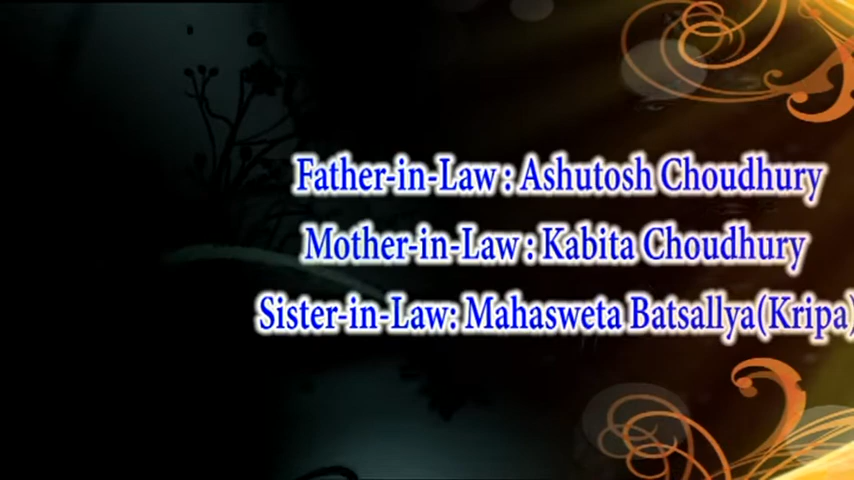 Father-in-Law : Ashutosh Choudhury
Mother-in-Law : Kabita Choudhury
Sister-in-Law: Mahasweta Batsallya(Kripa)